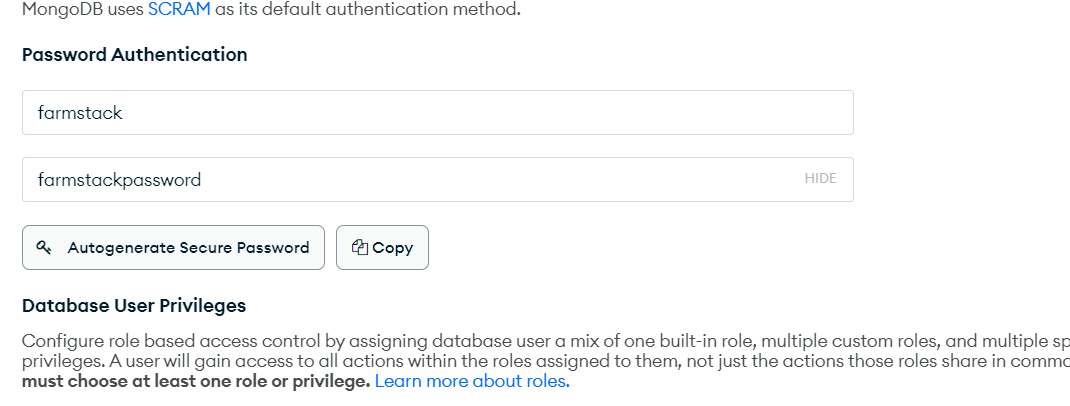 MongoDB uses SCRAM as its default authentication method.
Password Authentication
farmstack
farmstackpassword HIDE
Autogenerate Secure Password Copy
Database User Privileges
Configure role based access control by assigning database user a mix of one built-in role, multiple custom roles, and multiple sp
privileges. A user will gain access to all actions within the roles assigned to them, not just the actions those roles share in commo
must choose at least one role or privilege. Learn more about roles.